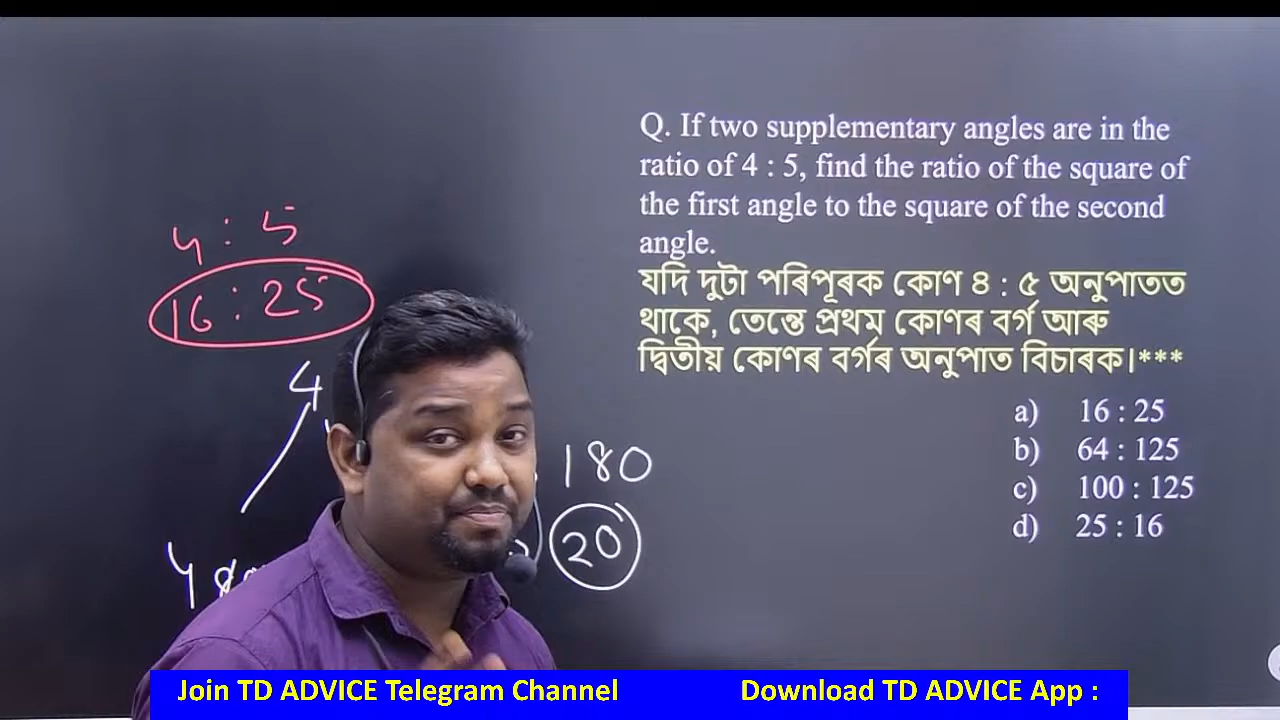 Q. If two supplementary angles are in the
ratio of 4 : 5, find the ratio of the square of
the first angle to the square of the second
angle.
যদি দুটা পৰিপূৰক কোণ ৪ : ৫ অনুপাতত
থাকে, তেন্তে প্ৰথম কোণৰ বৰ্গ আৰু
দ্বিতীয় কোণৰ বৰ্গৰ অনুপাত বিচাৰক।***
a) 16 : 25
b) 64 : 125
c) 100 : 125
d) 25 : 16
4 : 5
16 : 25
4
180
20
4
Join TD ADVICE Telegram Channel
Download TD ADVICE App :